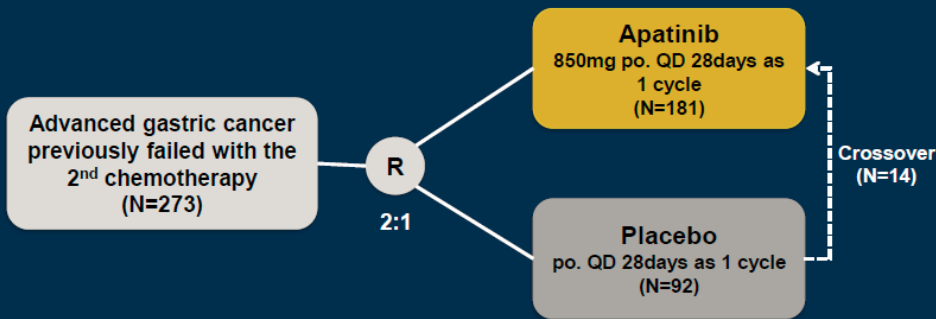 Advanced gastric cancer
previously failed with the
2nd chemotherapy
(N=273)
R
2:1
Apatinib
850mg po. QD 28days as
1 cycle
(N=181)
Placebo
po. QD 28days as 1 cycle
(N=92)
Crossover
(N=14)